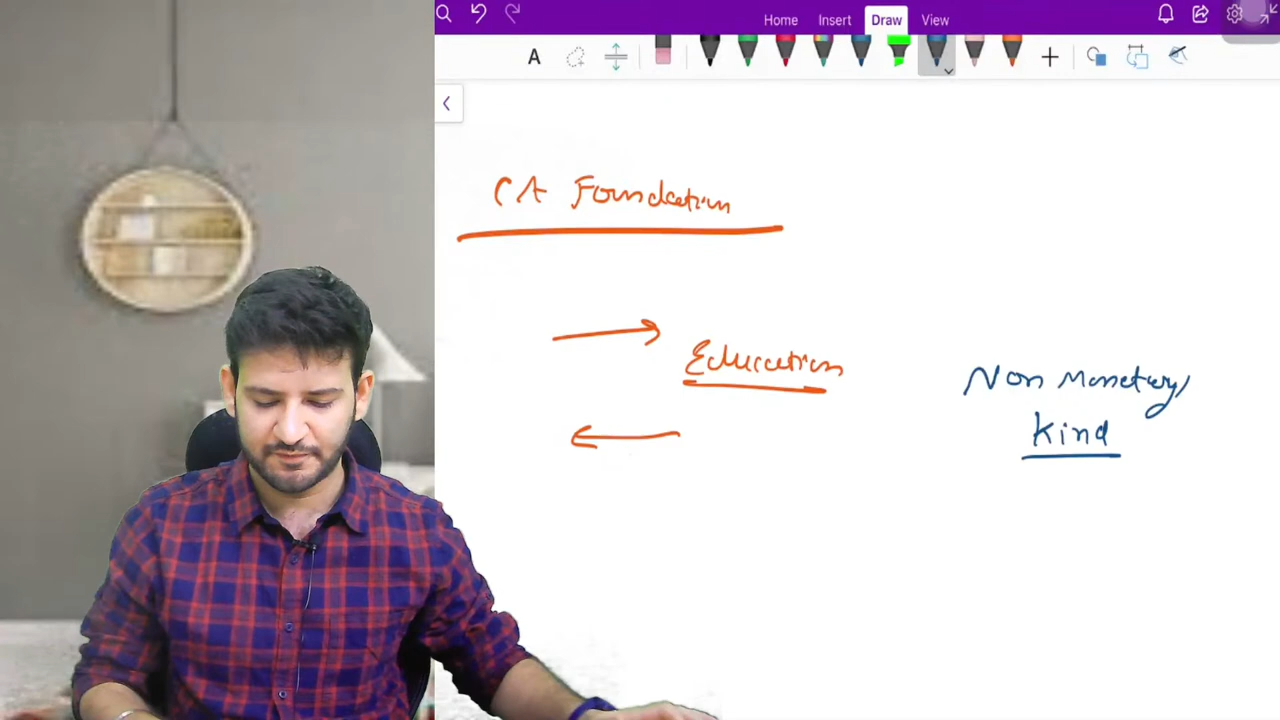 Home Insert Draw View
A
CA Foundation
Education
Non Monetary
Kind